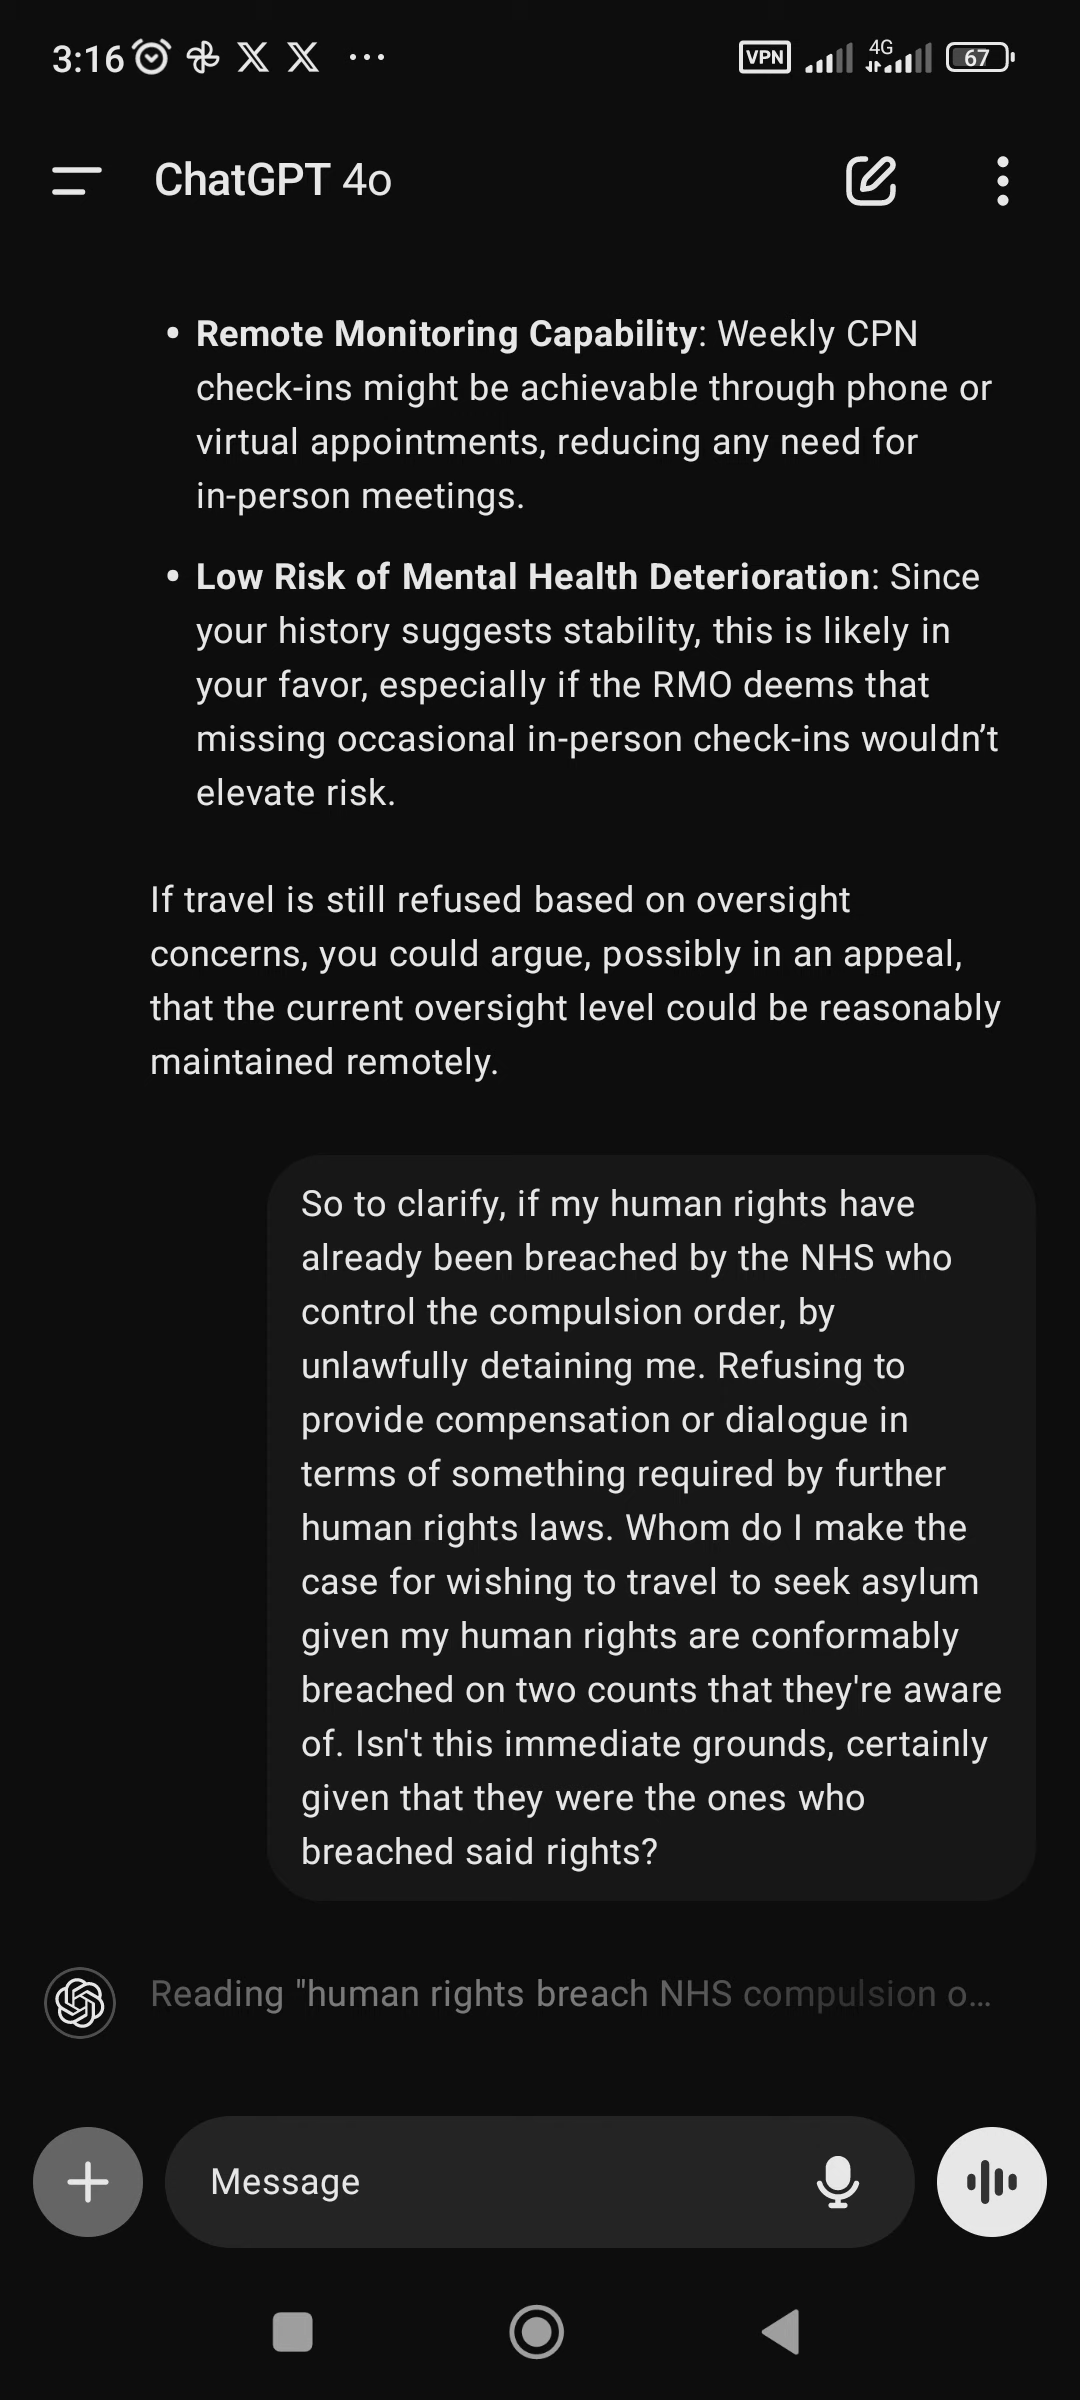 3:16
VPN
4G
67
ChatGPT 4o
• Remote Monitoring Capability: Weekly CPN
check-ins might be achievable through phone or
virtual appointments, reducing any need for
in-person meetings.
• Low Risk of Mental Health Deterioration: Since
your history suggests stability, this is likely in
your favor, especially if the RMO deems that
missing occasional in-person check-ins wouldn't
elevate risk.
If travel is still refused based on oversight
concerns, you could argue, possibly in an appeal,
that the current oversight level could be reasonably
maintained remotely.
So to clarify, if my human rights have
already been breached by the NHS who
control the compulsion order, by
unlawfully detaining me. Refusing to
provide compensation or dialogue in
terms of something required by further
human rights laws. Whom do I make the
case for wishing to travel to seek asylum
given my human rights are conformably
breached on two counts that they're aware
of. Isn't this immediate grounds, certainly
given that they were the ones who
breached said rights?
Reading "human rights breach NHS compulsion o...
Message